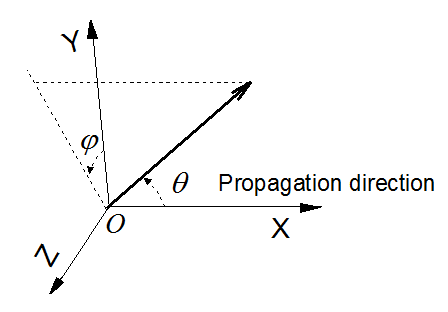 Y
φ
θ
Propagation direction
O
X
Z